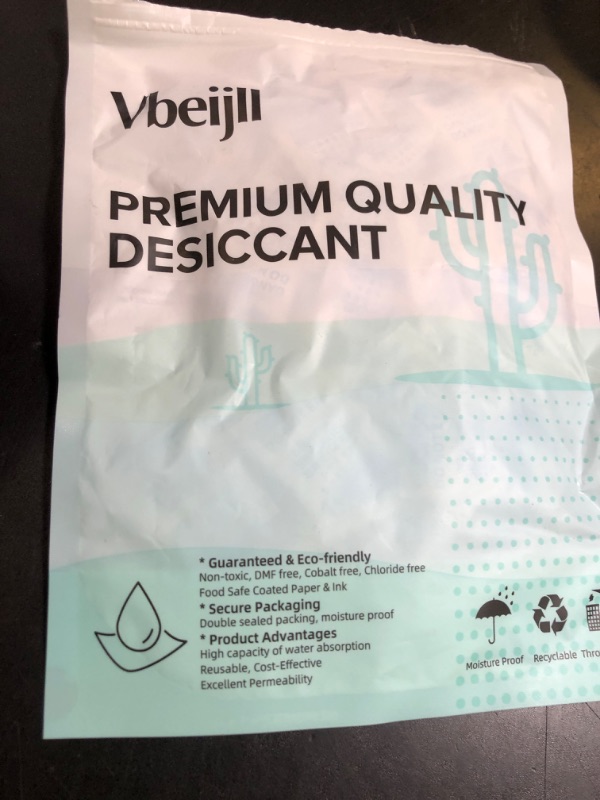 Vbeijll
PREMIUM QUALITY
DESICCANT
* Guaranteed & Eco-friendly
Non-toxic, DMF free, Cobalt free, Chloride free
Food Safe Coated Paper & Ink
* Secure Packaging
Double sealed packing, moisture proof
* Product Advantages
High capacity of water absorption
Reusable, Cost-Effective
Excellent Permeability
Moisture Proof Recyclable Thro